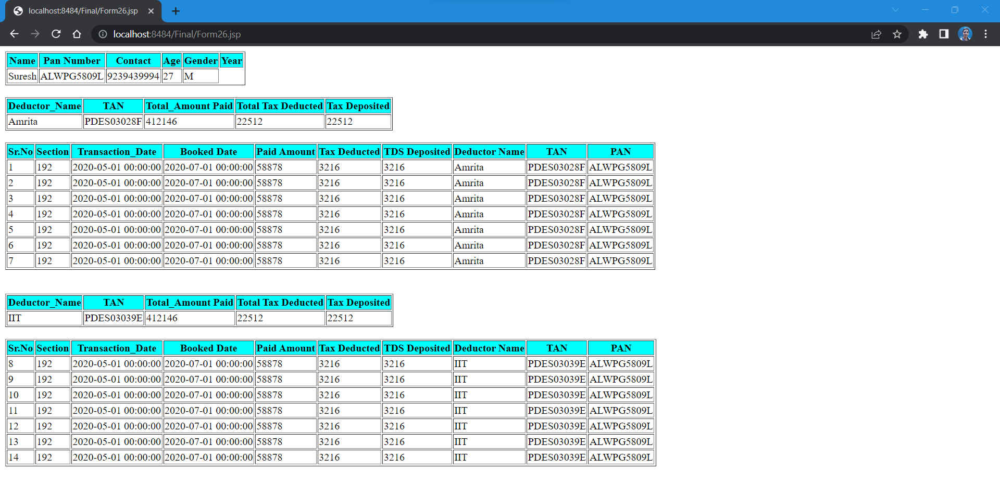 localhost:8484/Final/Form26.jsp
localhost:8484/Final/Form26.jsp
Name Pan Number Contact Age Gender Year
Suresh ALWPG5809L 9239439994 27 M
Deductor_Name TAN Total_Amount Paid Total Tax Deducted Tax Deposited
Amrita PDES03028F 412146 22512 22512
Sr.No Section Transaction_Date Booked Date Paid Amount Tax Deducted TDS Deposited Deductor Name TAN PAN
1 192 2020-05-01 00:00:00 2020-07-01 00:00:00 58878 3216 3216 Amrita PDES03028F ALWPG5809L
2 192 2020-05-01 00:00:00 2020-07-01 00:00:00 58878 3216 3216 Amrita PDES03028F ALWPG5809L
3 192 2020-05-01 00:00:00 2020-07-01 00:00:00 58878 3216 3216 Amrita PDES03028F ALWPG5809L
4 192 2020-05-01 00:00:00 2020-07-01 00:00:00 58878 3216 3216 Amrita PDES03028F ALWPG5809L
5 192 2020-05-01 00:00:00 2020-07-01 00:00:00 58878 3216 3216 Amrita PDES03028F ALWPG5809L
6 192 2020-05-01 00:00:00 2020-07-01 00:00:00 58878 3216 3216 Amrita PDES03028F ALWPG5809L
7 192 2020-05-01 00:00:00 2020-07-01 00:00:00 58878 3216 3216 Amrita PDES03028F ALWPG5809L
Deductor_Name TAN Total_Amount Paid Total Tax Deducted Tax Deposited
IIT PDES03039E 412146 22512 22512
Sr.No Section Transaction_Date Booked Date Paid Amount Tax Deducted TDS Deposited Deductor Name TAN PAN
8 192 2020-05-01 00:00:00 2020-07-01 00:00:00 58878 3216 3216 IIT PDES03039E ALWPG5809L
9 192 2020-05-01 00:00:00 2020-07-01 00:00:00 58878 3216 3216 IIT PDES03039E ALWPG5809L
10 192 2020-05-01 00:00:00 2020-07-01 00:00:00 58878 3216 3216 IIT PDES03039E ALWPG5809L
11 192 2020-05-01 00:00:00 2020-07-01 00:00:00 58878 3216 3216 IIT PDES03039E ALWPG5809L
12 192 2020-05-01 00:00:00 2020-07-01 00:00:00 58878 3216 3216 IIT PDES03039E ALWPG5809L
13 192 2020-05-01 00:00:00 2020-07-01 00:00:00 58878 3216 3216 IIT PDES03039E ALWPG5809L
14 192 2020-05-01 00:00:00 2020-07-01 00:00:00 58878 3216 3216 IIT PDES03039E ALWPG5809L